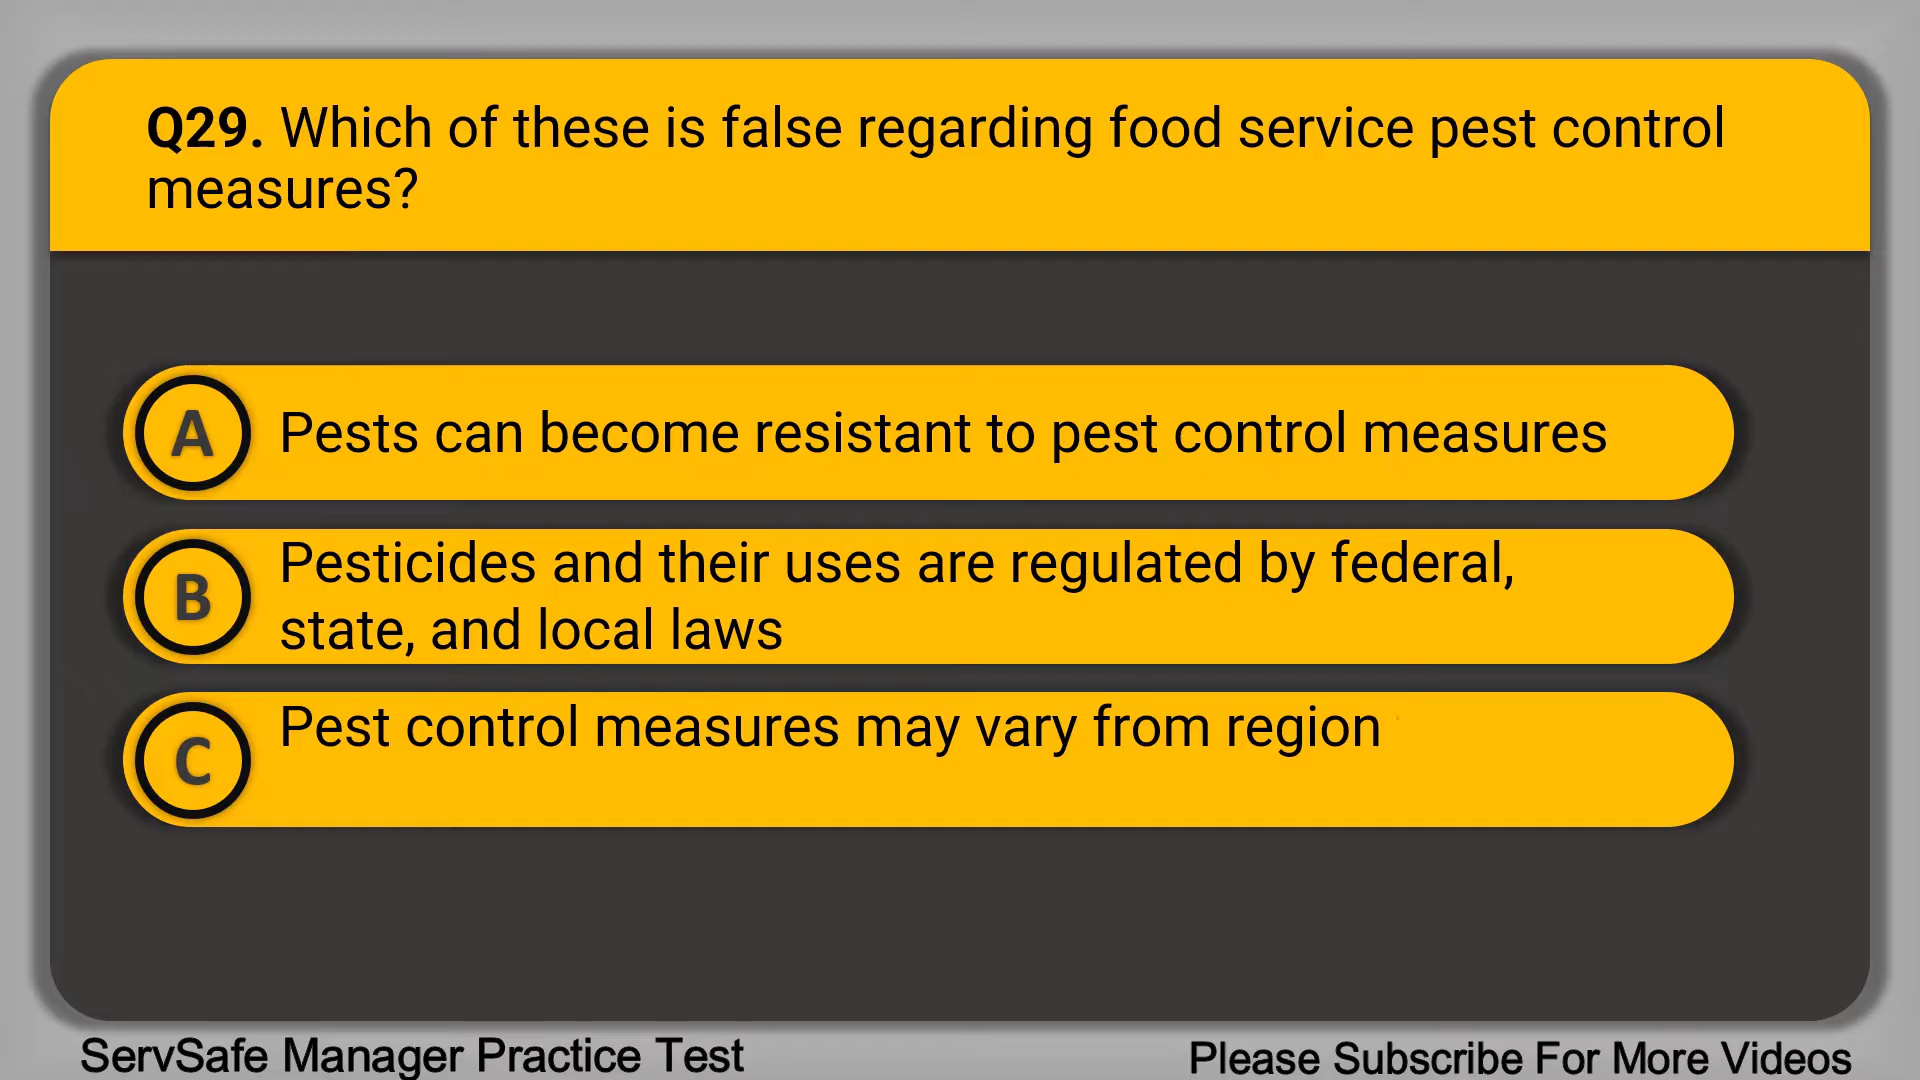 Q29. Which of these is false regarding food service pest control
measures?
A
Pests can become resistant to pest control measures
B
Pesticides and their uses are regulated by federal,
state, and local laws
C
Pest control measures may vary from region
ServSafe Manager Practice Test
Please Subscribe For More Videos